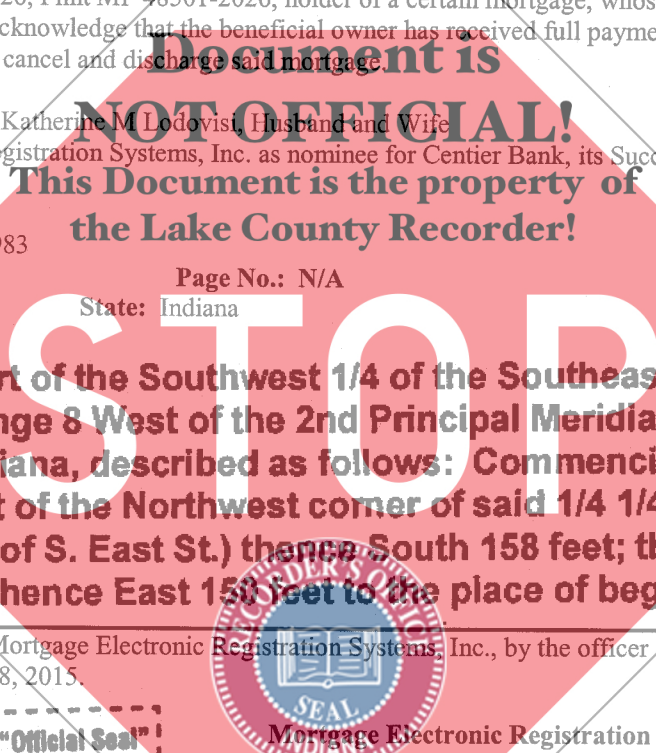 26, Flint MI 48501-2026, holder of a certain mortgage, whos
cknowledge that the beneficial owner has received full payme
cancel and discharge said mortgage.
Document is
NOT OFFICIAL!
Katherine M Lodovisi, Husband and Wife
gistration Systems, Inc. as nominee for Centier Bank, its Succ
This Document is the property of
the Lake County Recorder!
983
Page No.: N/A
State: Indiana
STOP
rt of the Southwest 1/4 of the Southeas
nge 8 West of the 2nd Principal Meridia
iana, described as follows: Commenci
t of the Northwest corner of said 1/4 1/4
of S. East St.) thence South 158 feet; th
hence East 158 feet to the place of beg
RECORDER'S OFFICE
SEAL
Mortgage Electronic Registration Systems, Inc., by the officer
8, 2015.
"Official Seal"
Mortgage Electronic Registration